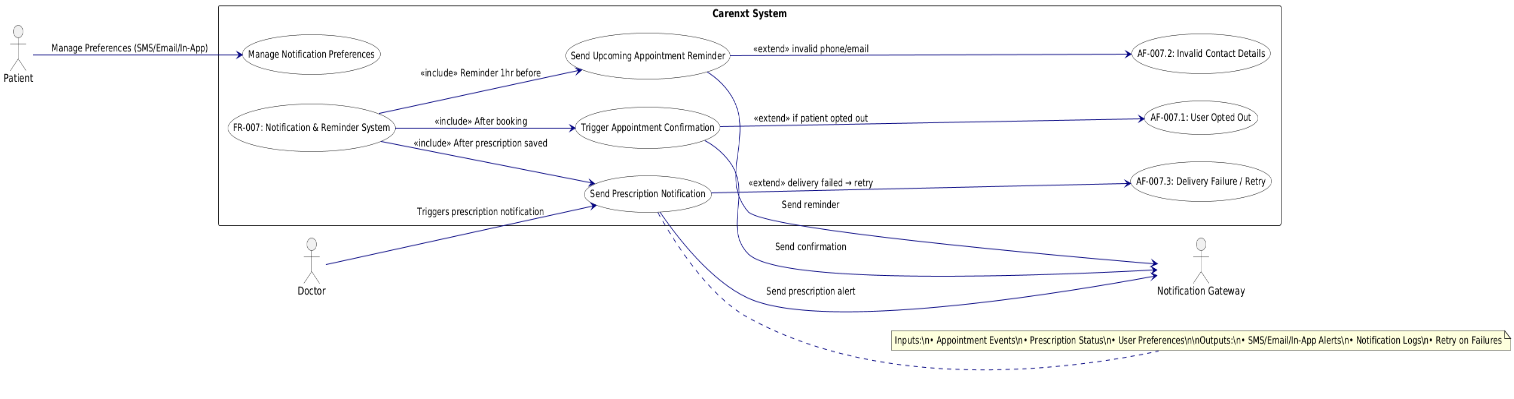 Carenxt System
Manage Preferences (SMS/Email/In-App)
Patient
Manage Notification Preferences
Send Upcoming Appointment Reminder
«extend» invalid phone/email
AF-007.2: Invalid Contact Details
«include» Reminder 1hr before
FR-007: Notification & Reminder System
«include» After booking
Trigger Appointment Confirmation
«extend» if patient opted out
AF-007.1: User Opted Out
«include» After prescription saved
Send Prescription Notification
«extend» delivery failed → retry
AF-007.3: Delivery Failure / Retry
Triggers prescription notification
Send reminder
Doctor
Send confirmation
Send prescription alert
Notification Gateway
Inputs:\n• Appointment Events\n• Prescription Status\n• User Preferences\n\nOutputs:\n• SMS/Email/In-App Alerts\n• Notification Logs\n• Retry on Failures